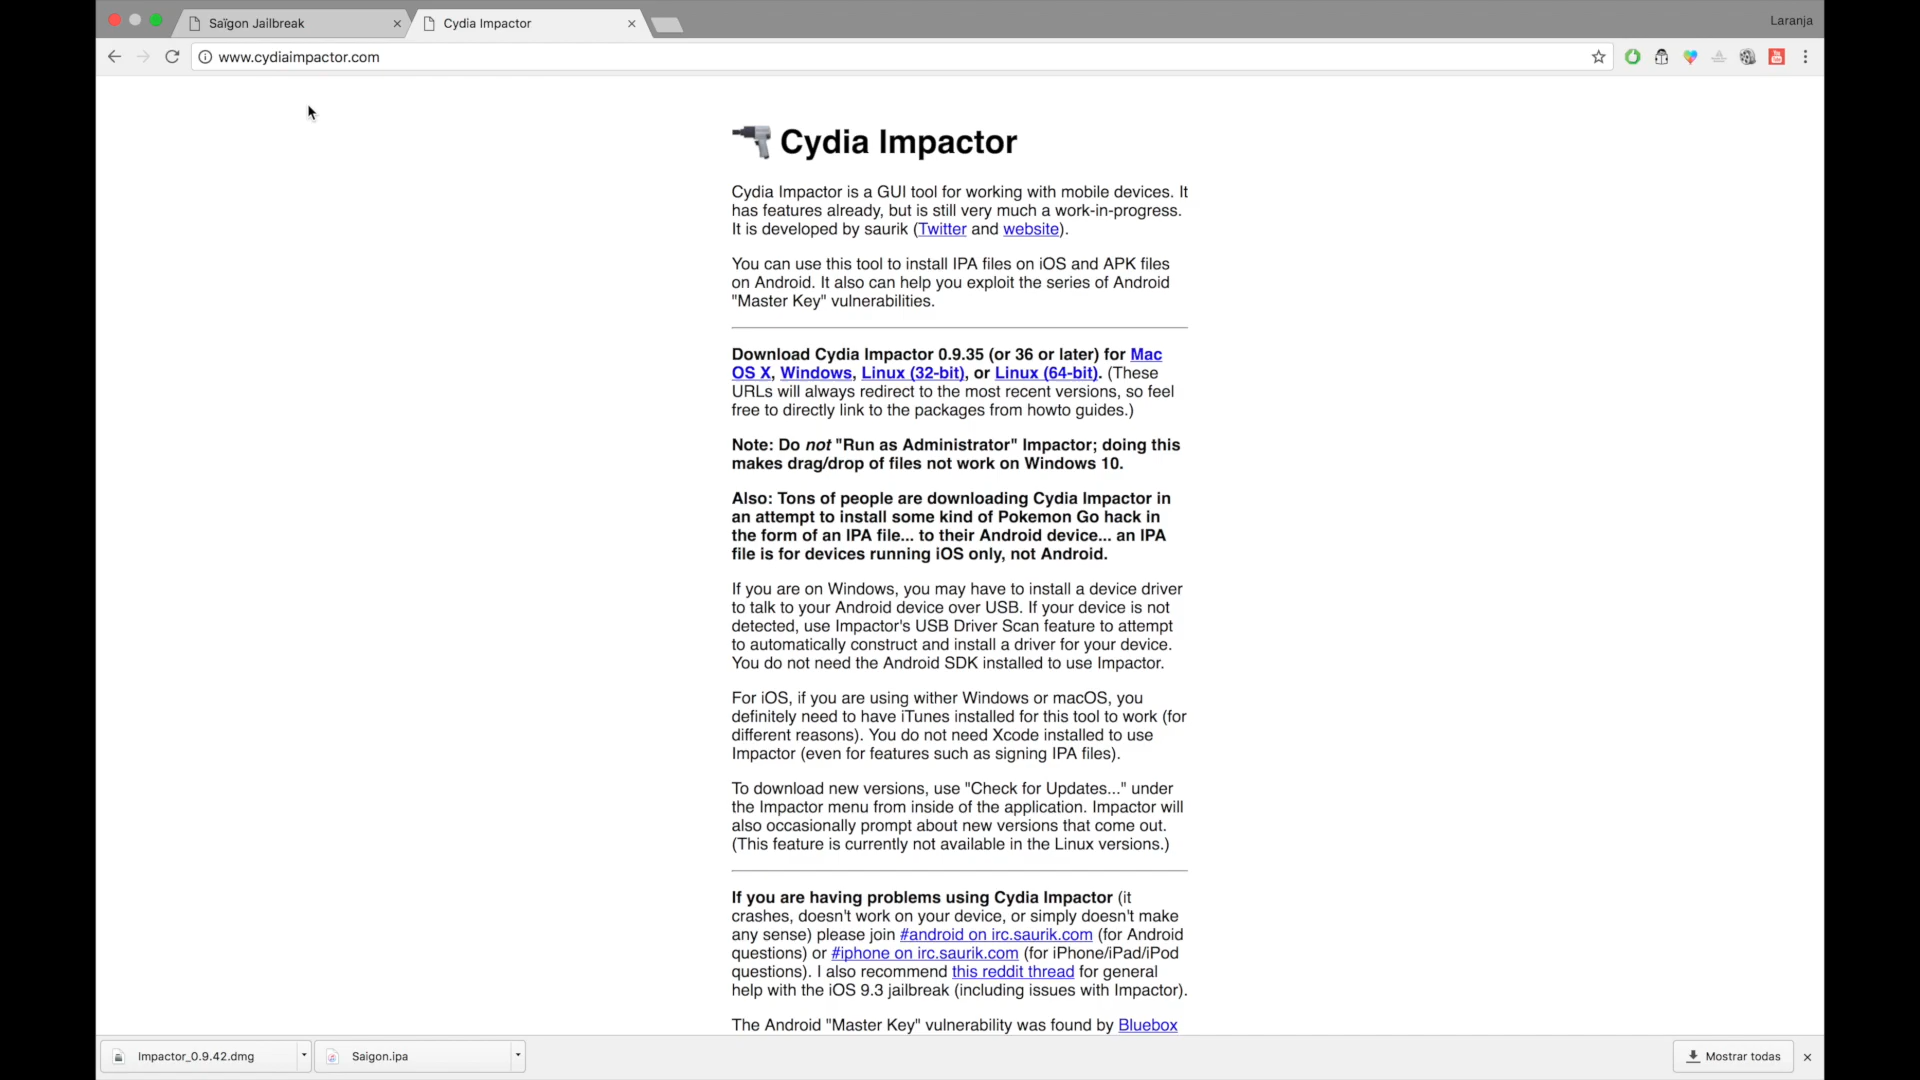 Saïgon Jailbreak
Cydia Impactor
Laranja
www.cydiaimpactor.com
Cydia Impactor
Cydia Impactor is a GUI tool for working with mobile devices. It
has features already, but is still very much a work-in-progress.
It is developed by saurik (Twitter and website).
You can use this tool to install IPA files on iOS and APK files
on Android. It also can help you exploit the series of Android
"Master Key" vulnerabilities.
Download Cydia Impactor 0.9.35 (or 36 or later) for Mac
OS X, Windows, Linux (32-bit), or Linux (64-bit). (These
URLs will always redirect to the most recent versions, so feel
free to directly link to the packages from howto guides.)
Note: Do not "Run as Administrator" Impactor; doing this
makes drag/drop of files not work on Windows 10.
Also: Tons of people are downloading Cydia Impactor in
an attempt to install some kind of Pokemon Go hack in
the form of an IPA file... to their Android device... an IPA
file is for devices running iOS only, not Android.
If you are on Windows, you may have to install a device driver
to talk to your Android device over USB. If your device is not
detected, use Impactor's USB Driver Scan feature to attempt
to automatically construct and install a driver for your device.
You do not need the Android SDK installed to use Impactor.
For iOS, if you are using wither Windows or macOS, you
definitely need to have iTunes installed for this tool to work (for
different reasons). You do not need Xcode installed to use
Impactor (even for features such as signing IPA files).
To download new versions, use "Check for Updates..." under
the Impactor menu from inside of the application. Impactor will
also occasionally prompt about new versions that come out.
(This feature is currently not available in the Linux versions.)
If you are having problems using Cydia Impactor (it
crashes, doesn't work on your device, or simply doesn't make
any sense) please join #android on irc.saurik.com (for Android
questions) or #iphone on irc.saurik.com (for iPhone/iPad/iPod
questions). I also recommend this reddit thread for general
help with the iOS 9.3 jailbreak (including issues with Impactor).
The Android "Master Key" vulnerability was found by Bluebox
Impactor_0.9.42.dmg
Saigon.ipa
Mostrar todas